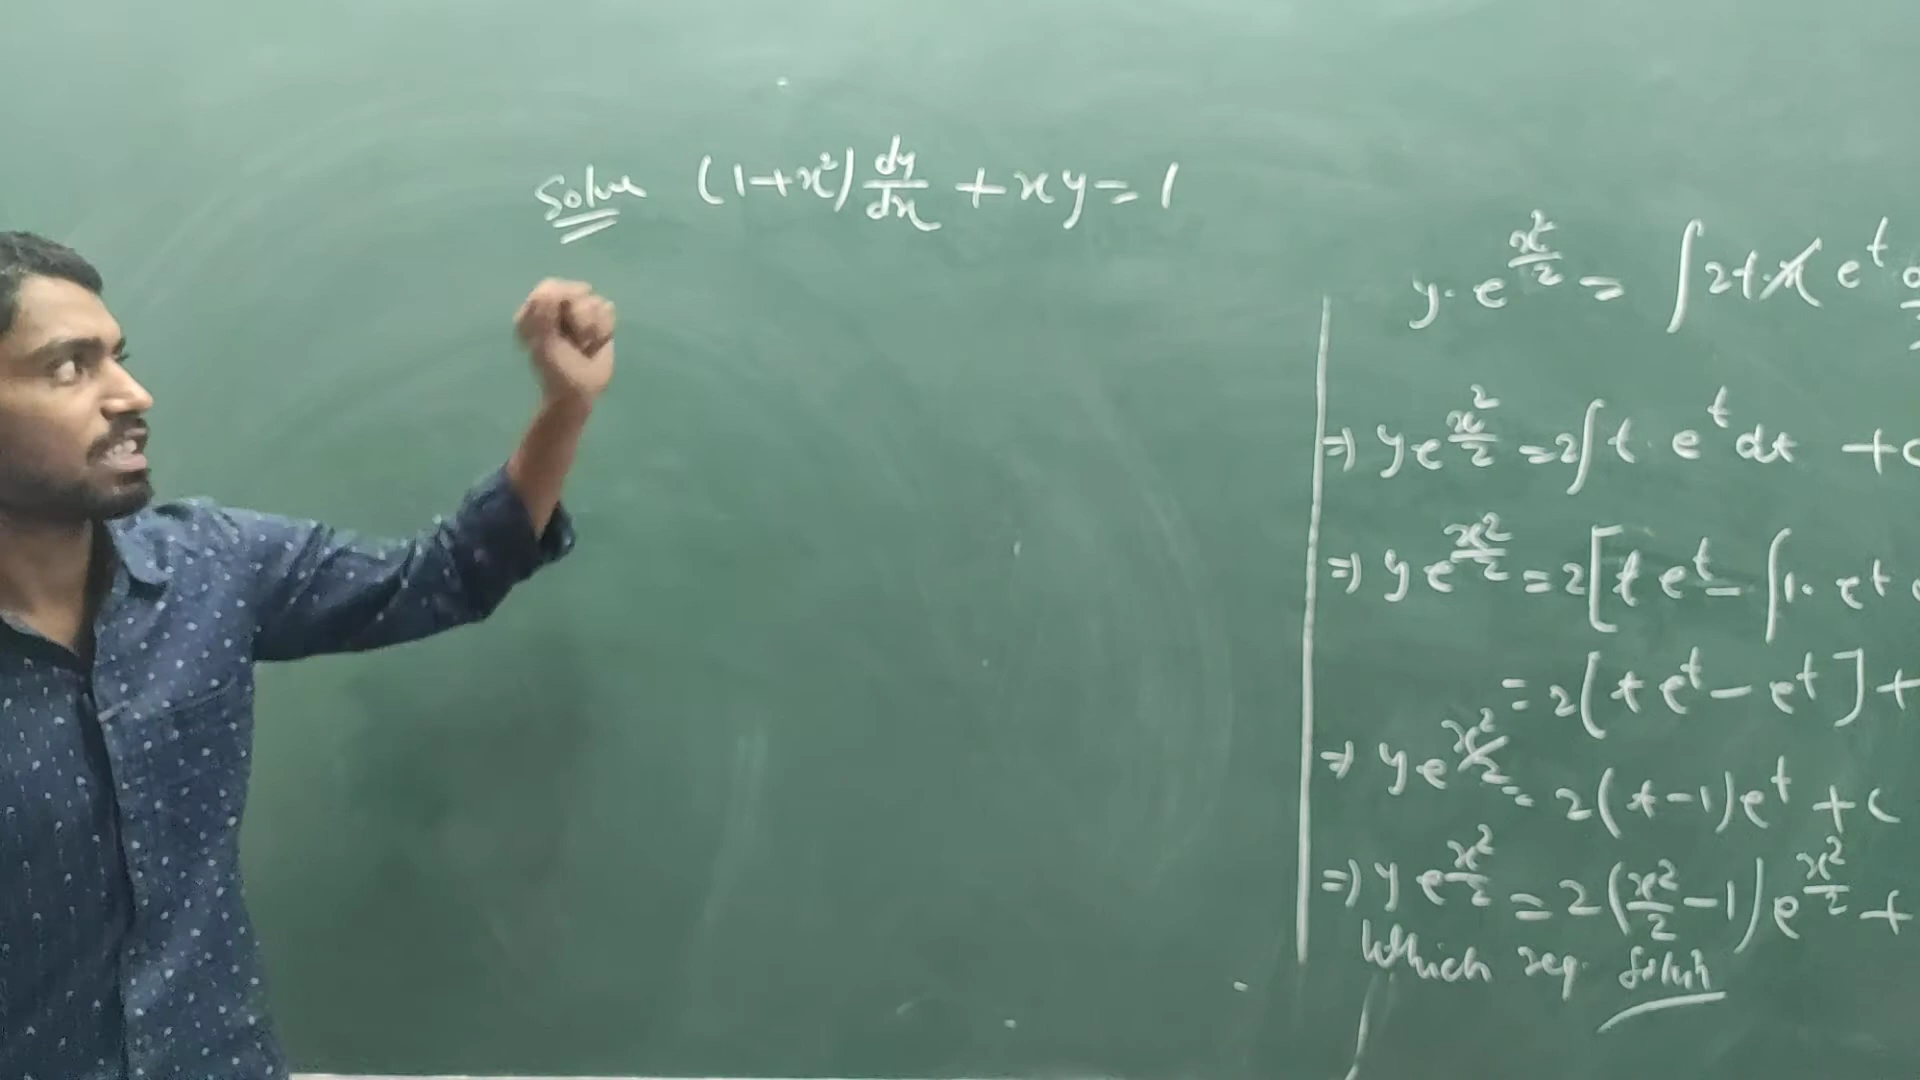 Solve (1+x²) dy/dx + xy = 1
y·e^(x²/2) = ∫2t·x e^t
⇒ y e^(x²/2) = 2∫t·e^t dt + c
⇒ y e^(x²/2) = 2[t e^t - ∫1·e^t
= 2(t e^t - e^t] +
⇒ y·e^(x²/2) = 2(t-1)e^t + c
⇒ y e^(x²/2) = 2(x²/2 - 1)e^(x²/2) +
Which req. Soluⁿ